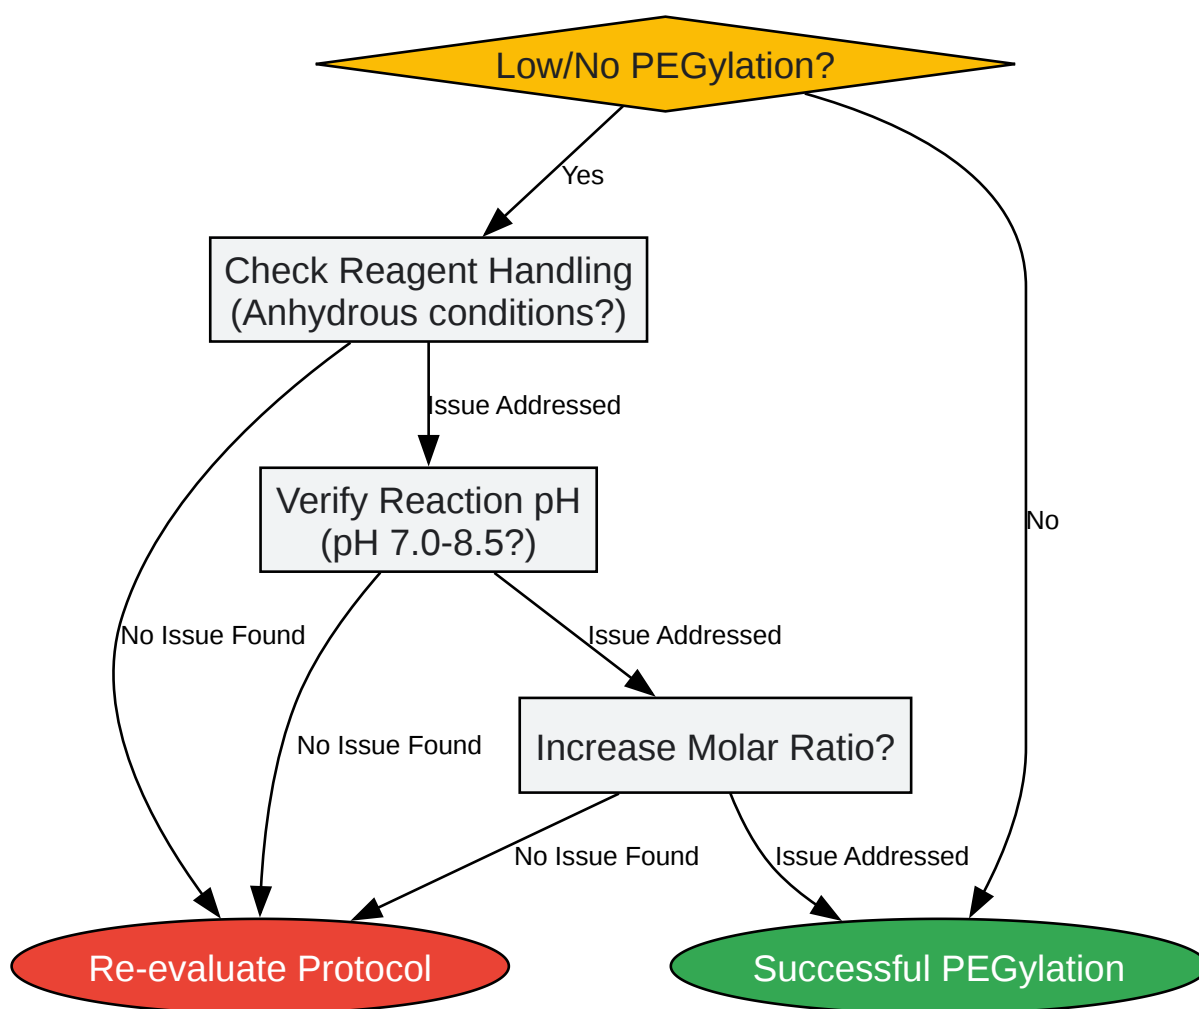 Low/No PEGylation?
Yes
Check Reagent Handling
(Anhydrous conditions?)
Issue Addressed
Verify Reaction pH
(pH 7.0-8.5?)
No
No Issue Found
Issue Addressed
No Issue Found
Increase Molar Ratio?
No Issue Found
Issue Addressed
Re-evaluate Protocol
Successful PEGylation